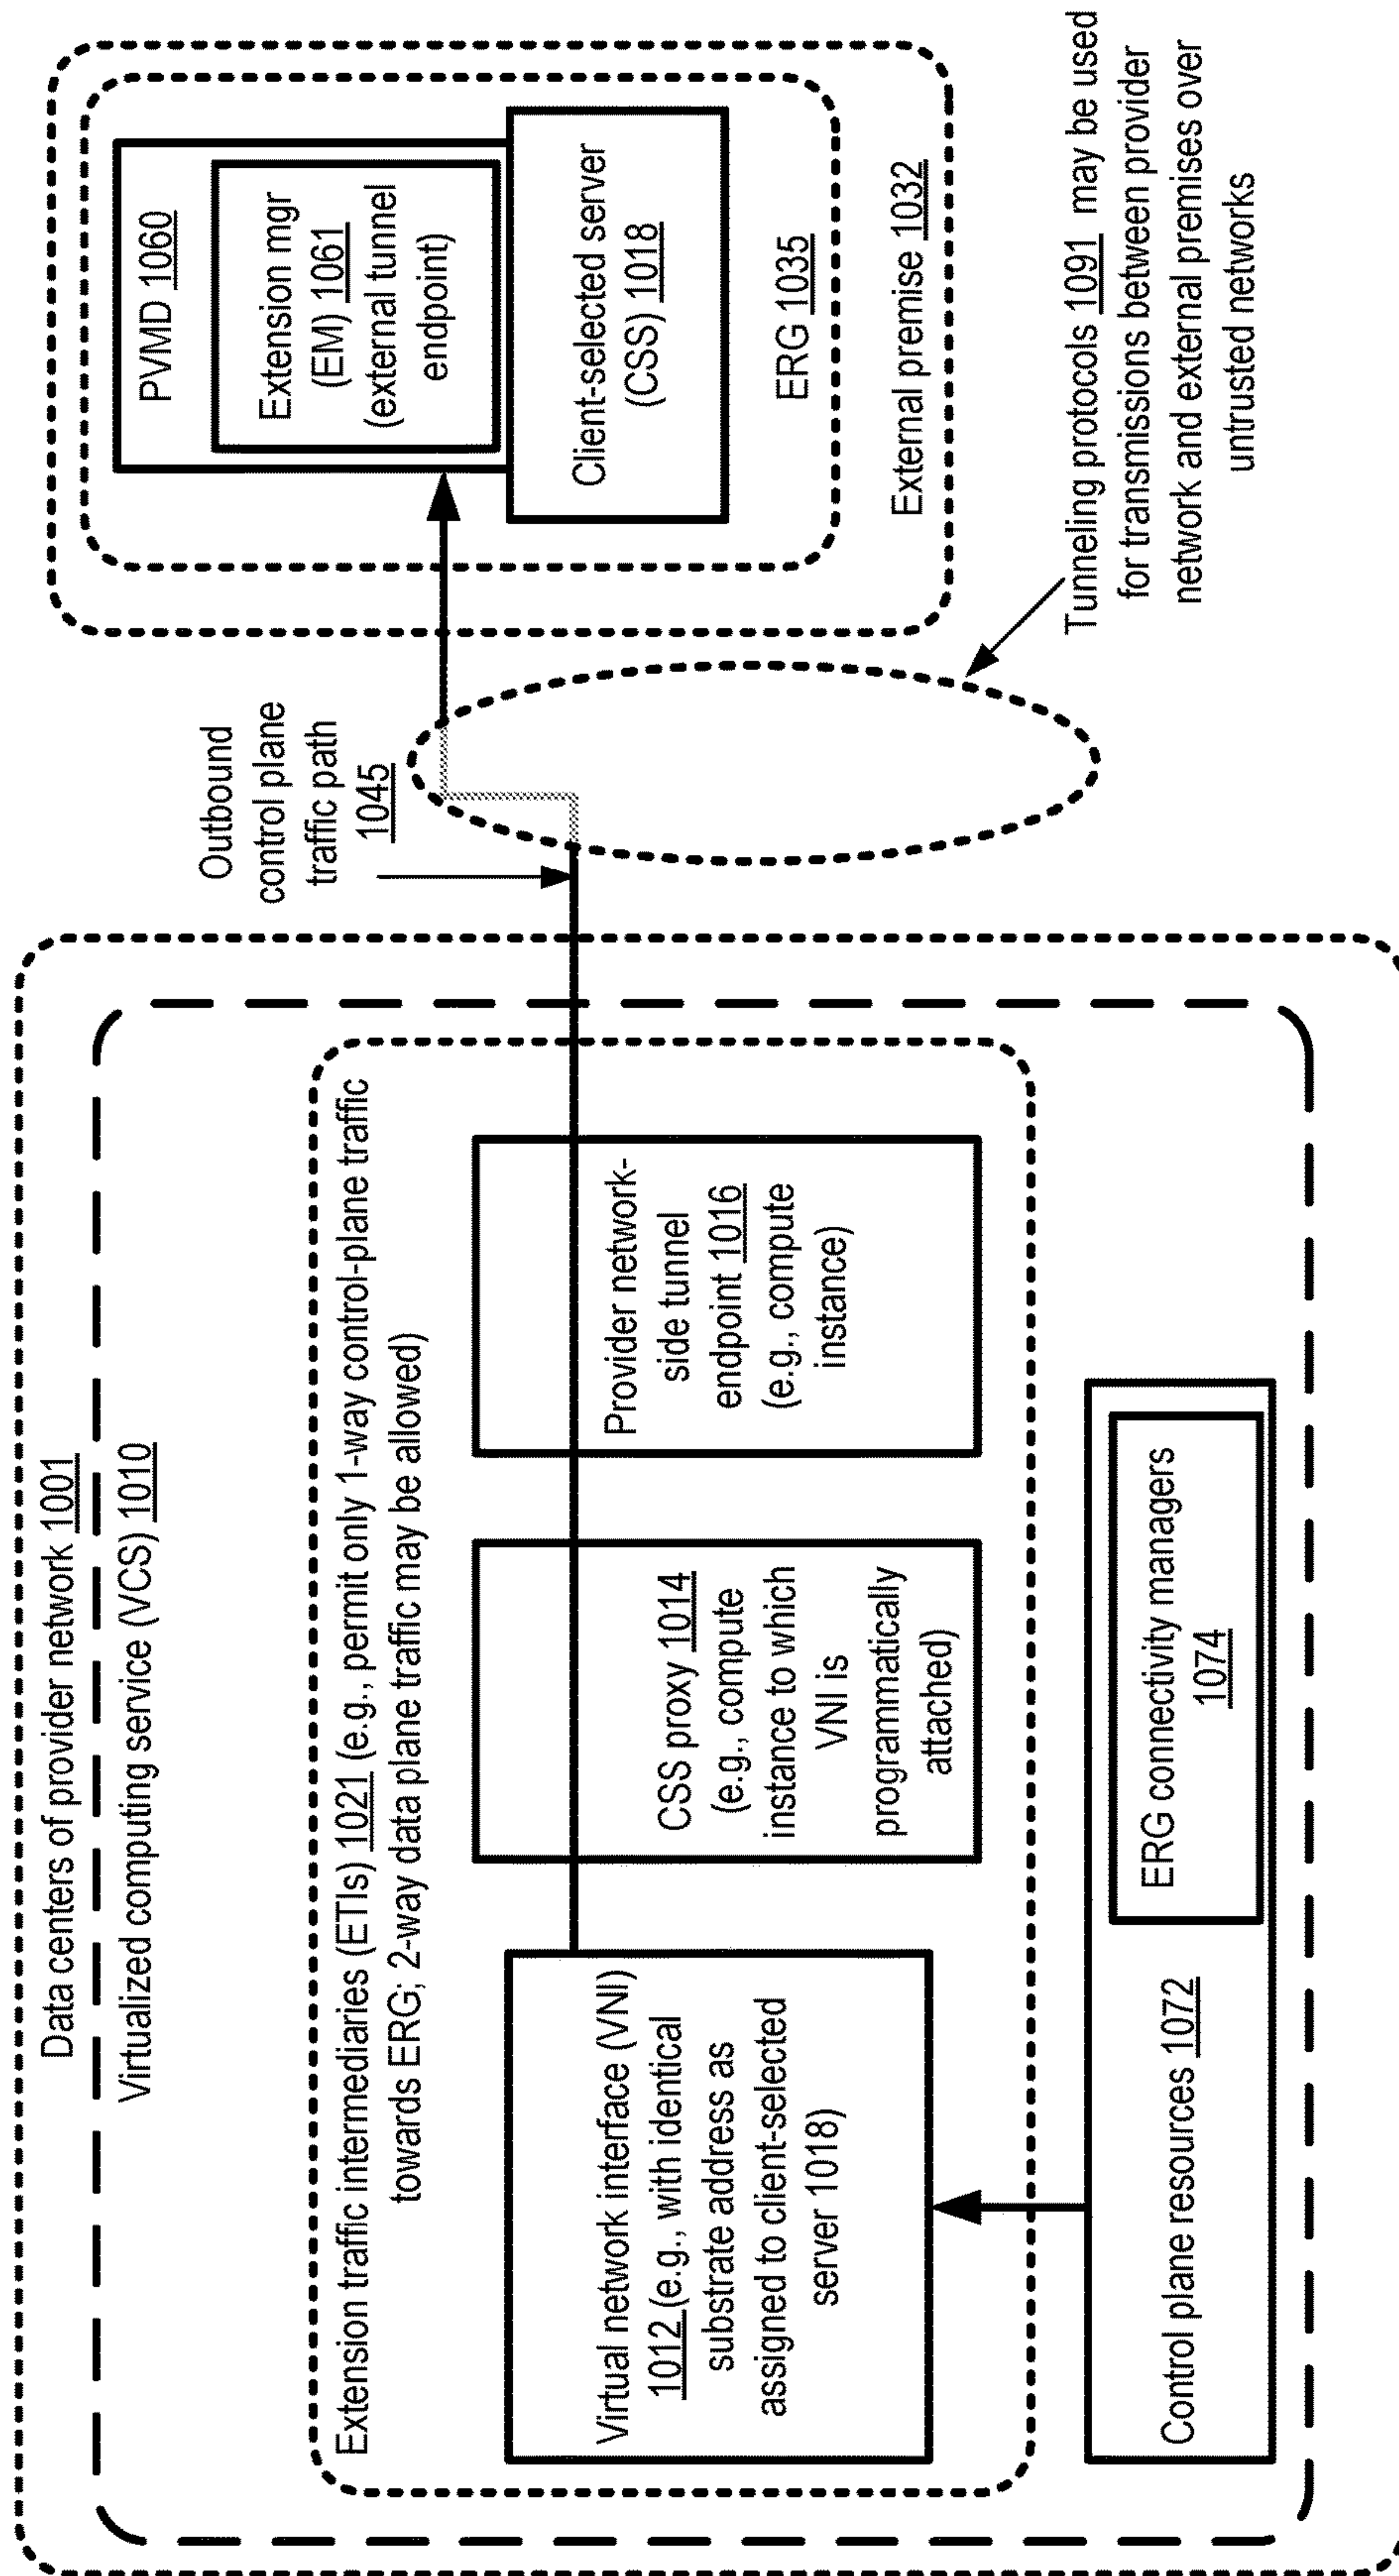 Data centers of provider network 1001
Virtualized computing service (VCS) 1010
Extension traffic intermediaries (ETIs) 1021 (e.g., permit only 1-way control-plane traffic
towards ERG; 2-way data plane traffic may be allowed)
Virtual network interface (VNI)
1012 (e.g., with identical
substrate address as
assigned to client-selected
server 1018)
CSS proxy 1014
(e.g., compute
instance to which
VNI is
programmatically
attached)
Provider network-
side tunnel
endpoint 1016
(e.g., compute
instance)
Control plane resources 1072
ERG connectivity managers
1074
Outbound
control plane
traffic path
1045
PVMD 1060
Extension mgr
(EM) 1061
(external tunnel
endpoint)
Client-selected server
(CSS) 1018
ERG 1035
External premise 1032
Tunneling protocols 1091 may be used
for transmissions between provider
network and external premises over
untrusted networks